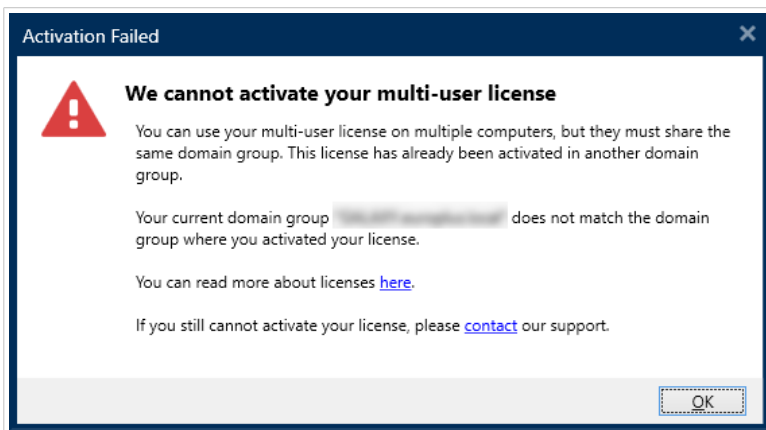 Activation Failed
We cannot activate your multi-user license
You can use your multi-user license on multiple computers, but they must share the
same domain group. This license has already been activated in another domain
group.
Your current domain group does not match the domain
group where you activated your license.
You can read more about licenses here.
If you still cannot activate your license, please contact our support.
OK